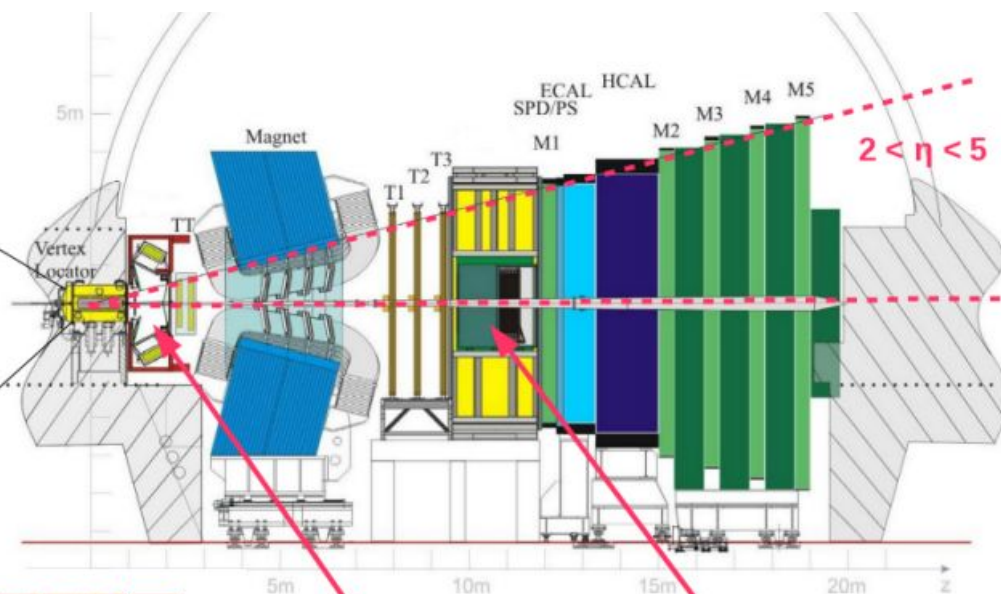 ECAL
HCAL
SPD/PS
M4
M5
M3
5m
M2
Magnet
M1
T3
2 < η < 5
T2
T1
TT
Vertex
Locator
5m
10m
15m
20m
z